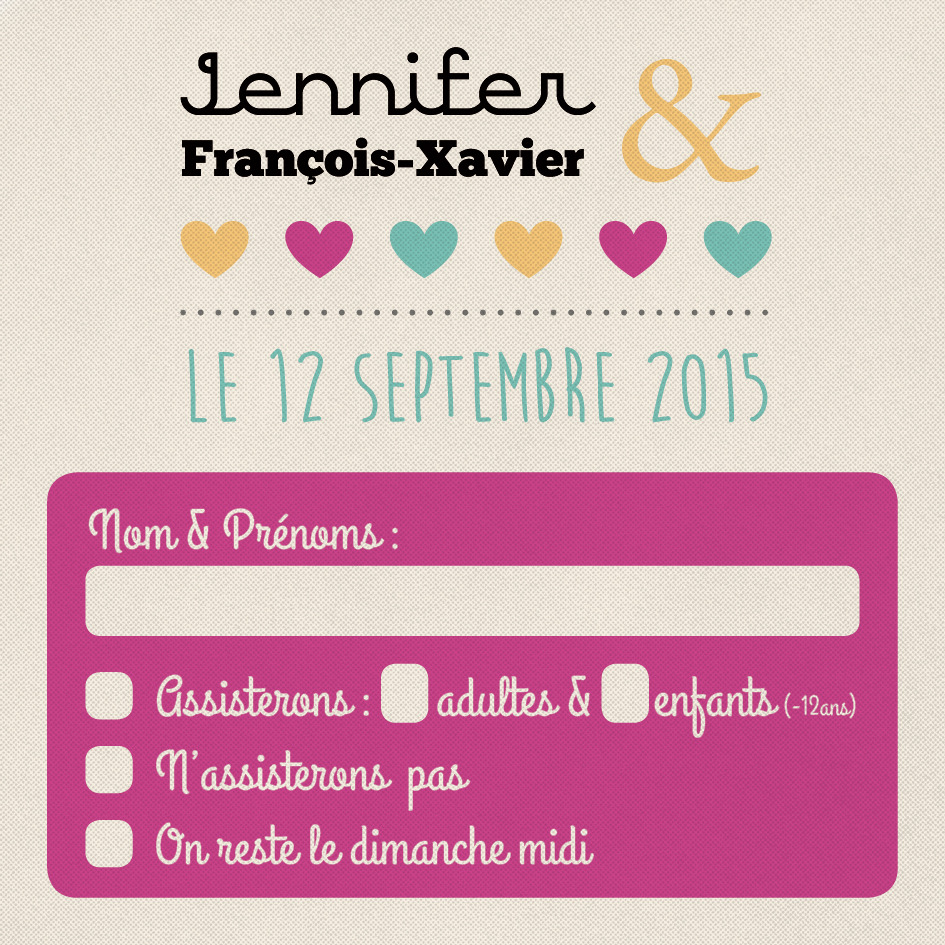 Jennifer &
François-Xavier
LE 12 SEPTEMBRE 2015
Nom & Prénoms :
Assisterons : adultes & enfants (-12ans)
N'assisterons pas
On reste le dimanche midi